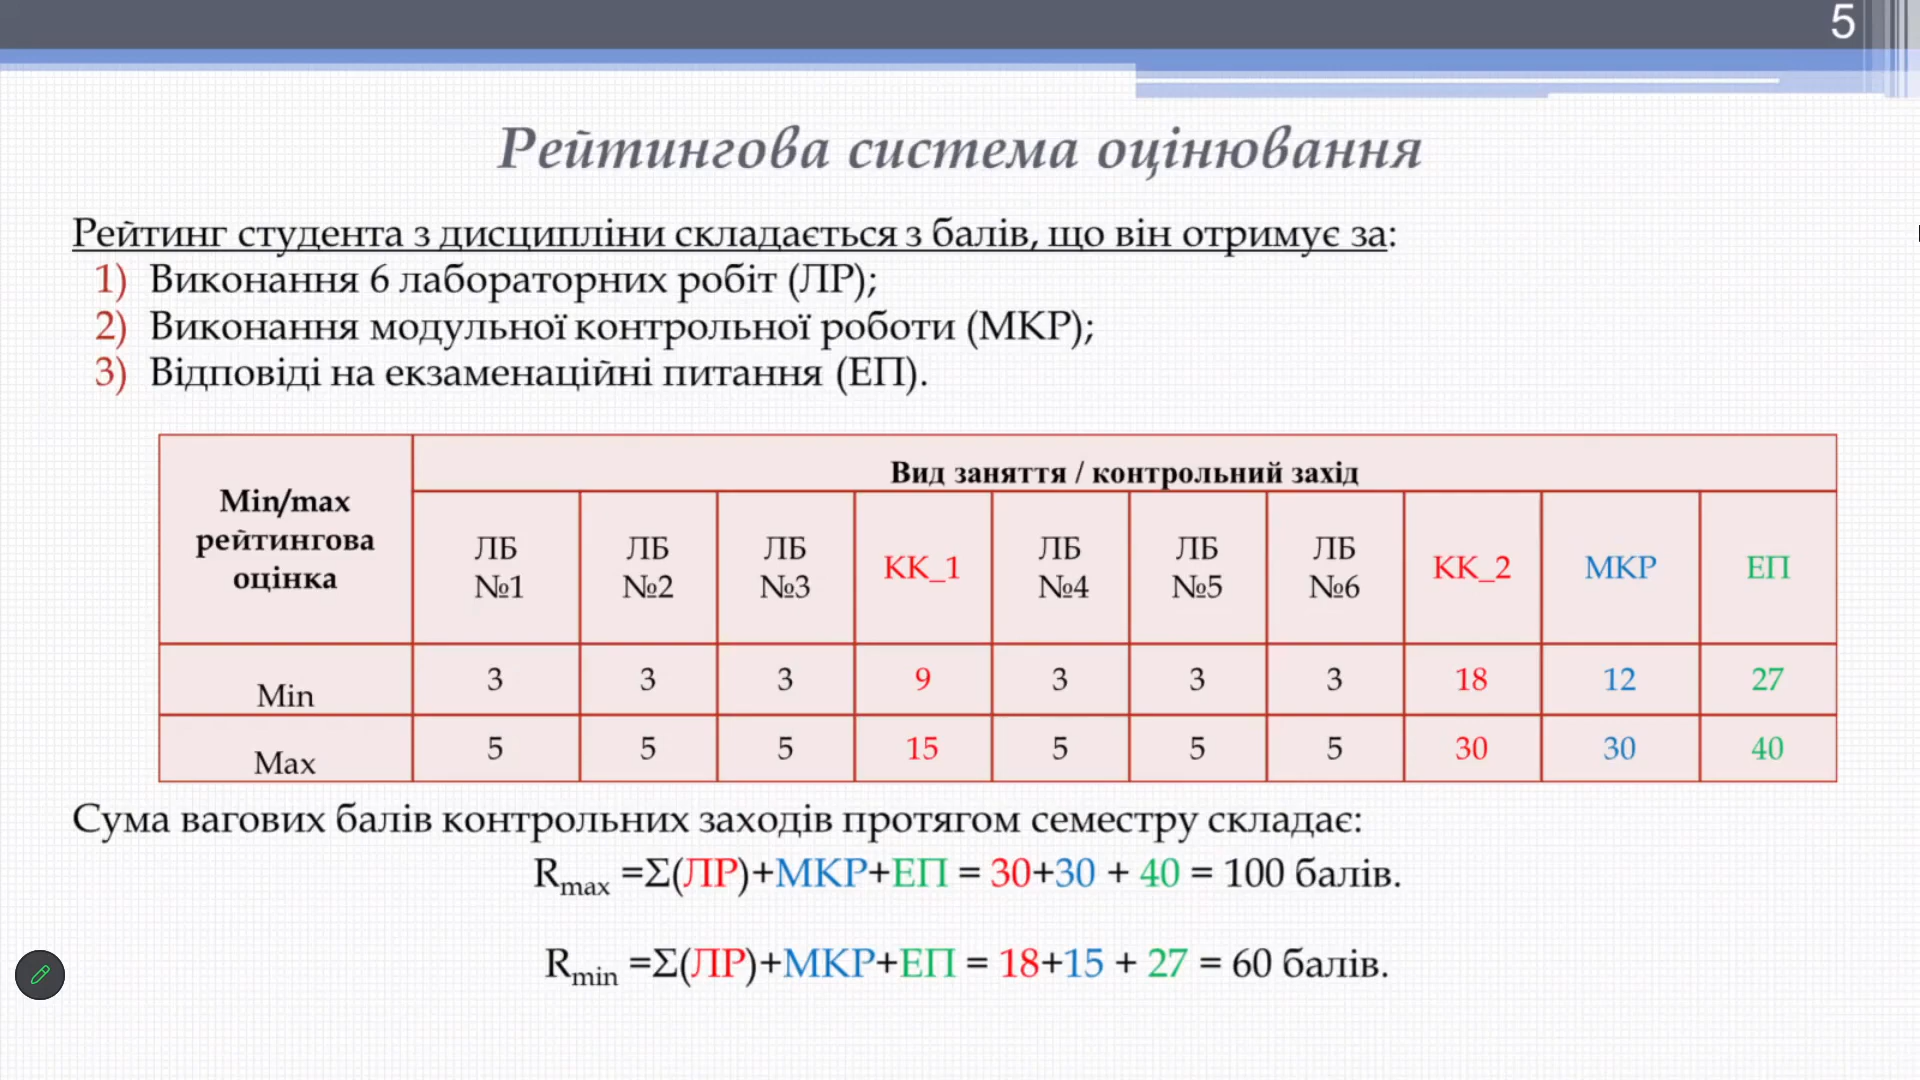 5
Рейтингова система оцінювання
Рейтинг студента з дисципліни складається з балів, що він отримує за:
1) Виконання 6 лабораторних робіт (ЛР);
2) Виконання модульної контрольної роботи (МКР);
3) Відповіді на екзаменаційні питання (ЕП).
Min/max рейтингова оцінка
Вид заняття / контрольний захід
ЛБ №1 ЛБ №2 ЛБ №3 КК_1 ЛБ №4 ЛБ №5 ЛБ №6 КК_2 МКР ЕП
Min 3 3 3 9 3 3 3 18 12 27
Max 5 5 5 15 5 5 5 30 30 40
Сума вагових балів контрольних заходів протягом семестру складає:
Rmax =Σ(ЛР)+МКР+ЕП = 30+30 + 40 = 100 балів.
Rmin =Σ(ЛР)+МКР+ЕП = 18+15 + 27 = 60 балів.